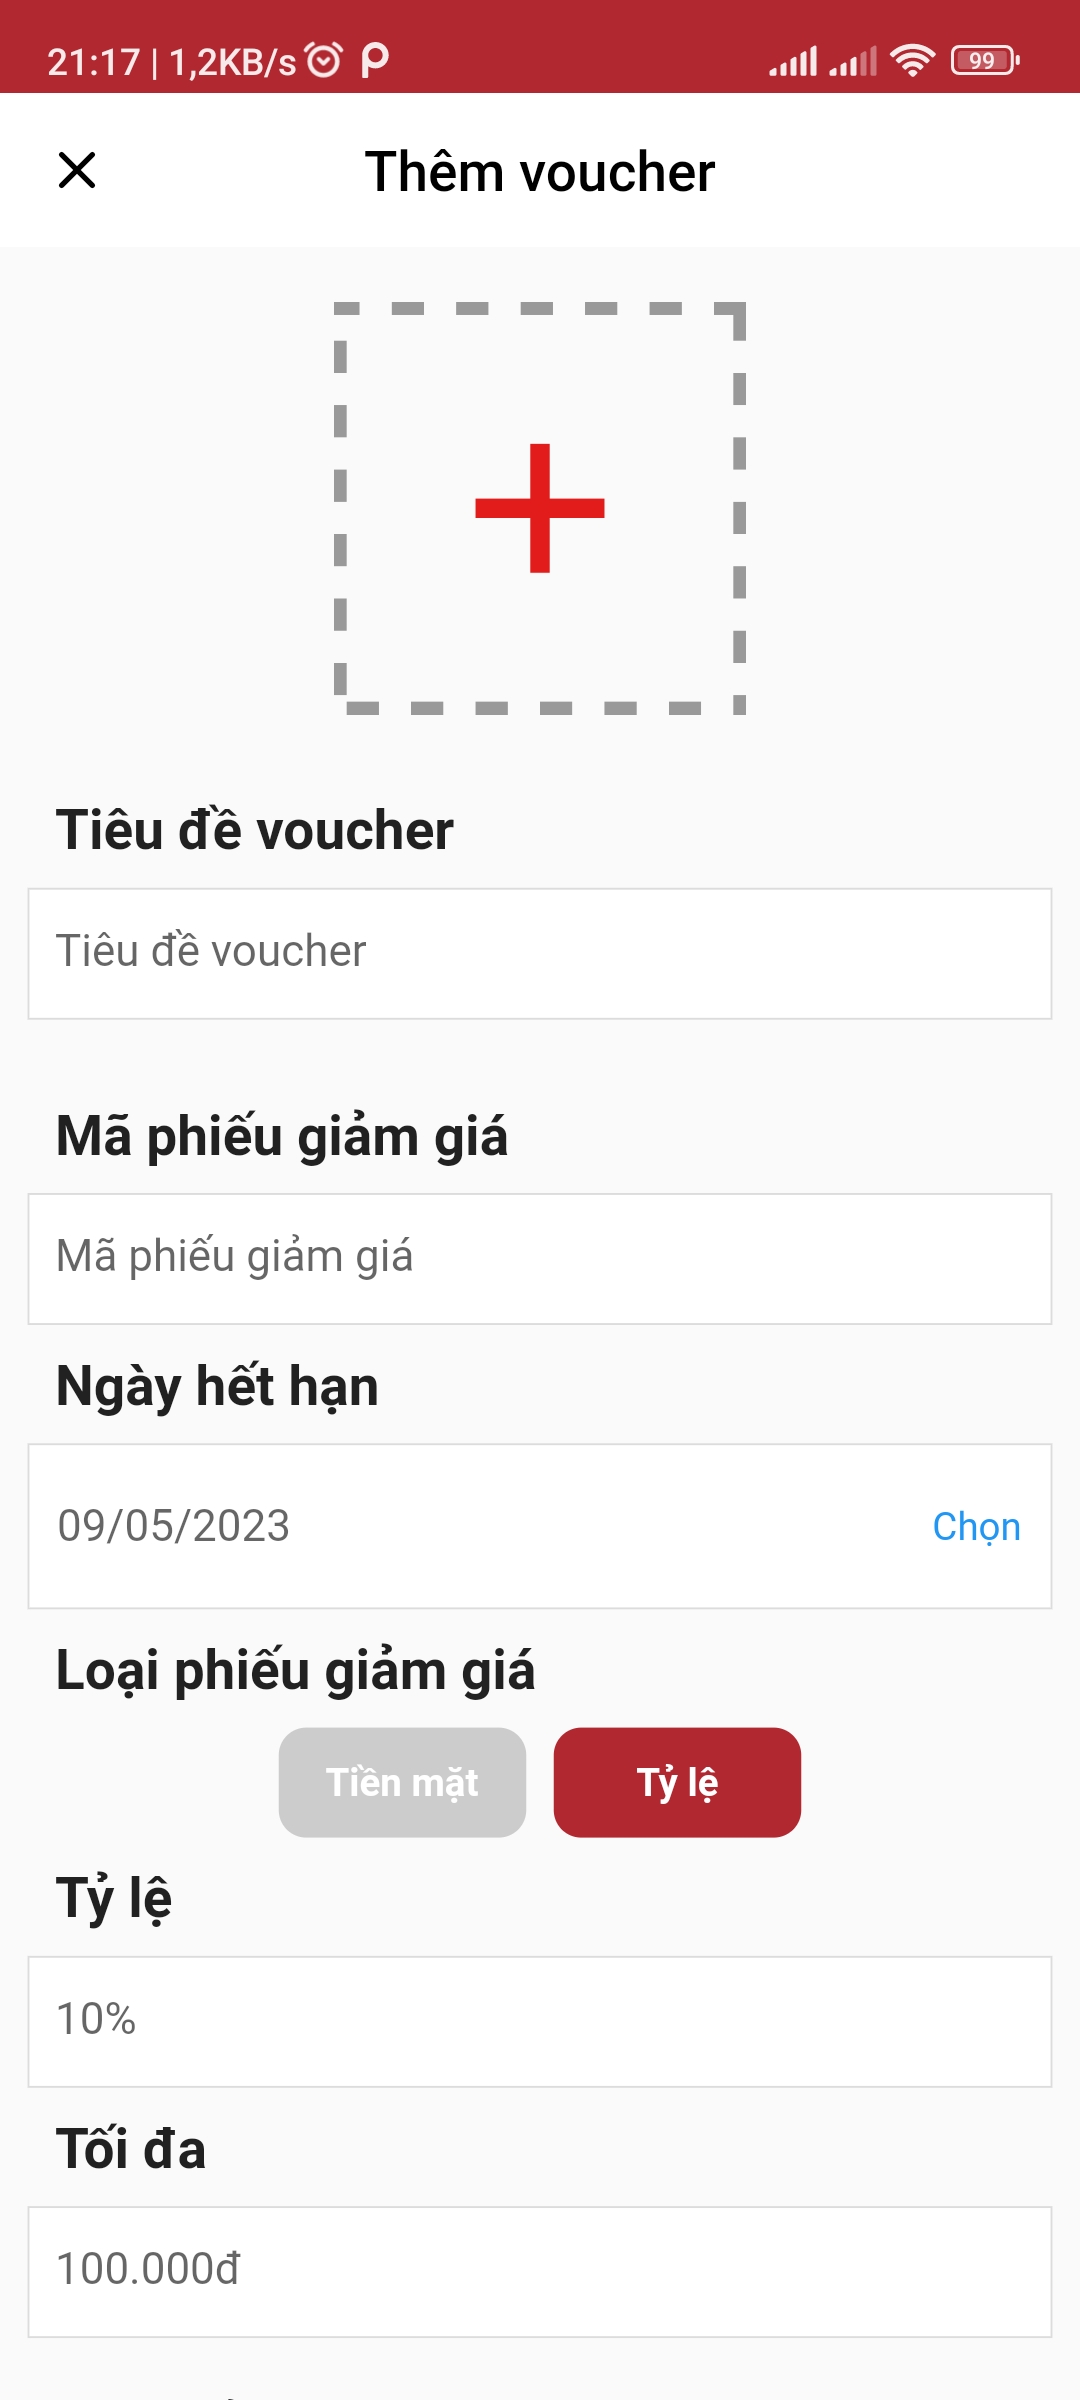 21:17 | 1,2KB/s
99
Thêm voucher
Tiêu đề voucher
Tiêu đề voucher
Mã phiếu giảm giá
Mã phiếu giảm giá
Ngày hết hạn
09/05/2023 Chọn
Loại phiếu giảm giá
Tiền mặt Tỷ lệ
Tỷ lệ
10%
Tối đa
100.000đ